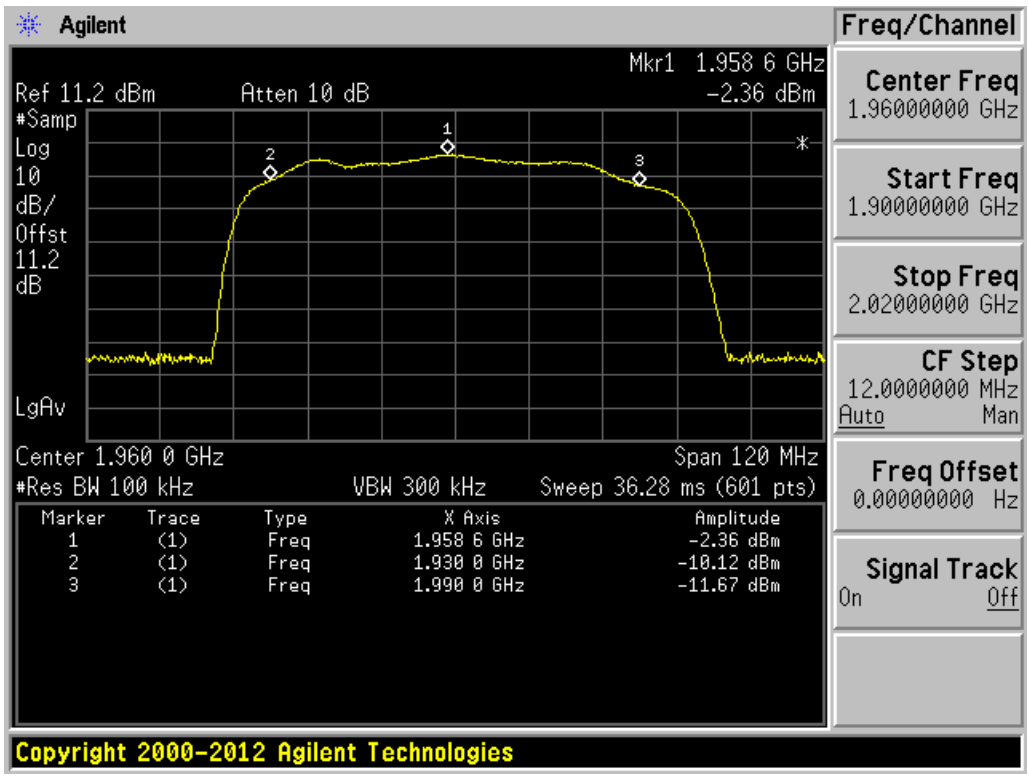 Agilent
Freq/Channel
Mkr1 1.958 6 GHz
Ref 11.2 dBm Atten 10 dB -2.36 dBm
#Samp
Log
10
dB/
Offst
11.2
dB
LgAv
1
2
3
*
Center 1.960 0 GHz Span 120 MHz
#Res BW 100 kHz VBW 300 kHz Sweep 36.28 ms (601 pts)
Marker Trace Type X Axis Amplitude
1 (1) Freq 1.958 6 GHz -2.36 dBm
2 (1) Freq 1.930 0 GHz -10.12 dBm
3 (1) Freq 1.990 0 GHz -11.67 dBm
Center Freq
1.96000000 GHz
Start Freq
1.90000000 GHz
Stop Freq
2.02000000 GHz
CF Step
12.0000000 MHz
Auto Man
Freq Offset
0.00000000 Hz
Signal Track
On Off
Copyright 2000-2012 Agilent Technologies